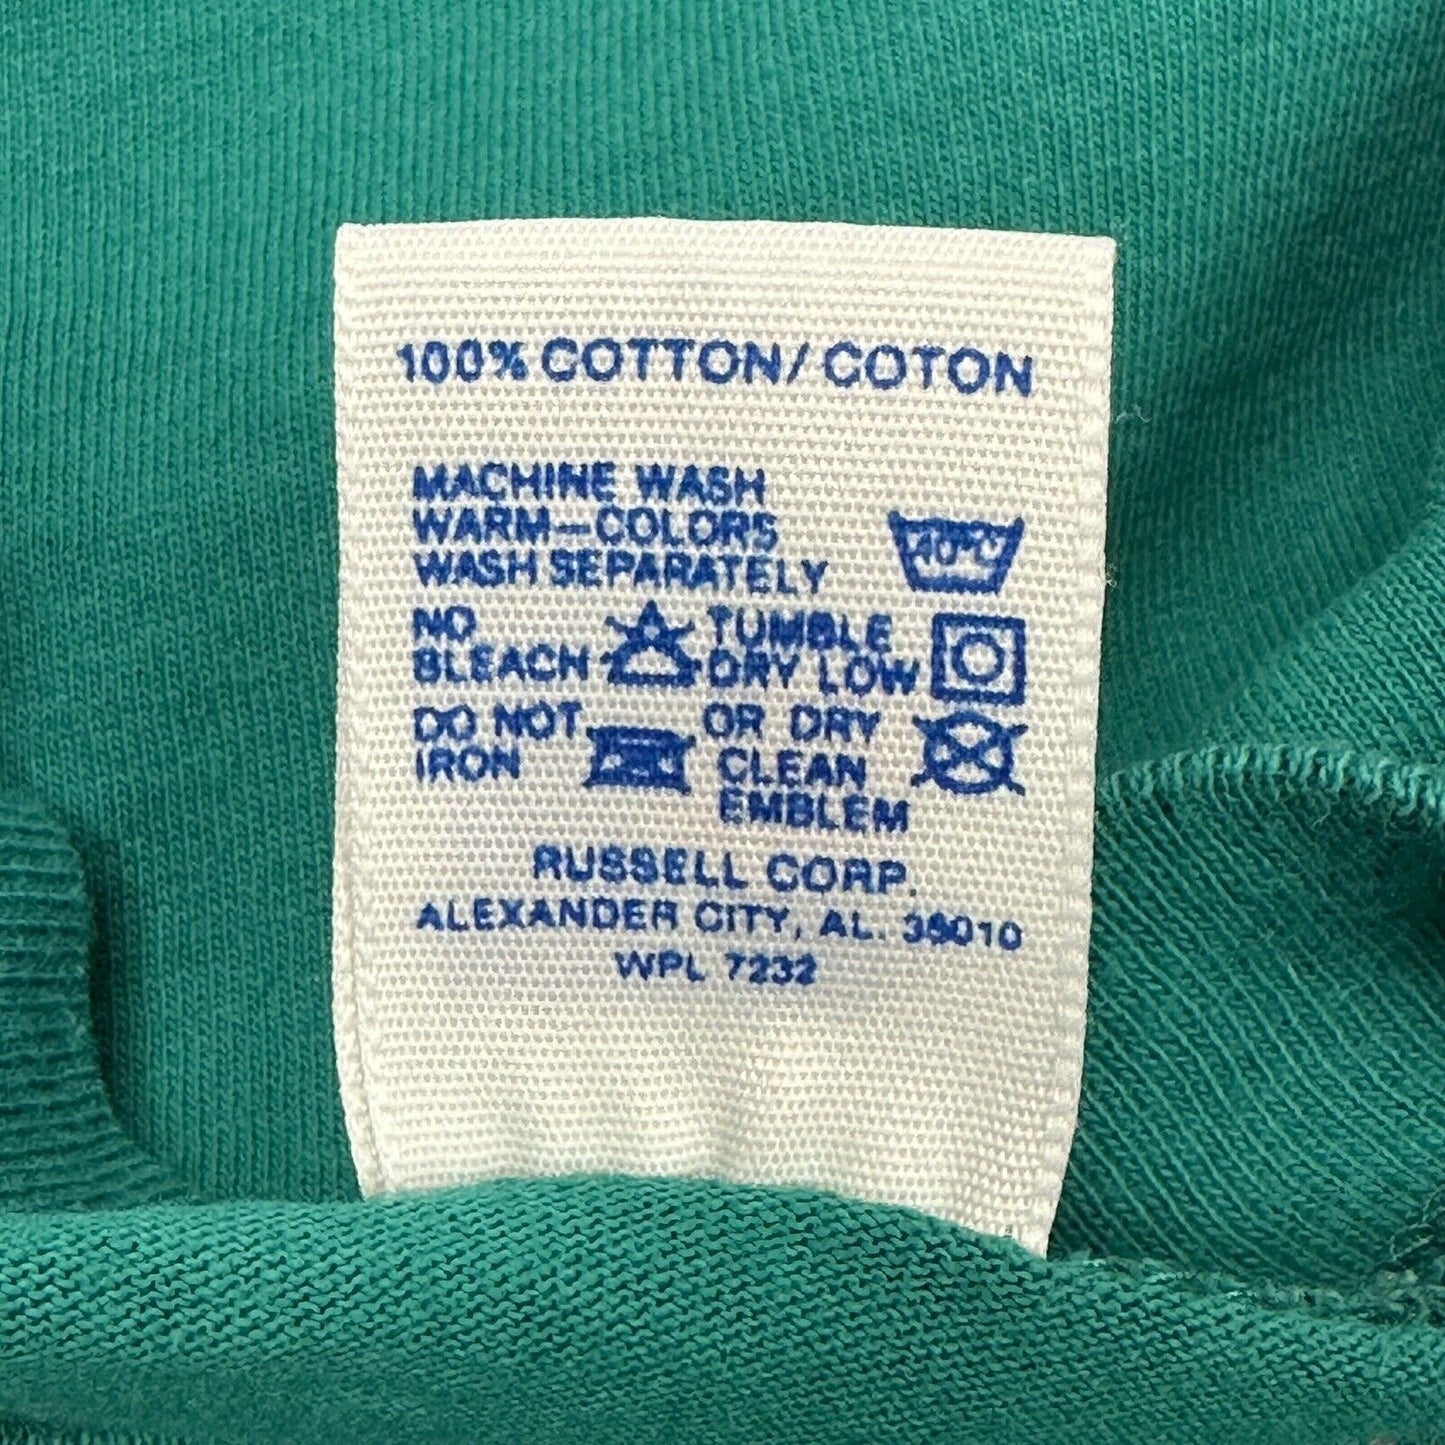 100% COTTON/COTON
MACHINE WASH
WARM—COLORS
WASH SEPARATELY
40°C
NO
BLEACH
TUMBLE
DRY LOW
DO NOT
IRON
OR DRY
CLEAN
EMBLEM
RUSSELL CORP.
ALEXANDER CITY, AL. 35010
WPL 7232